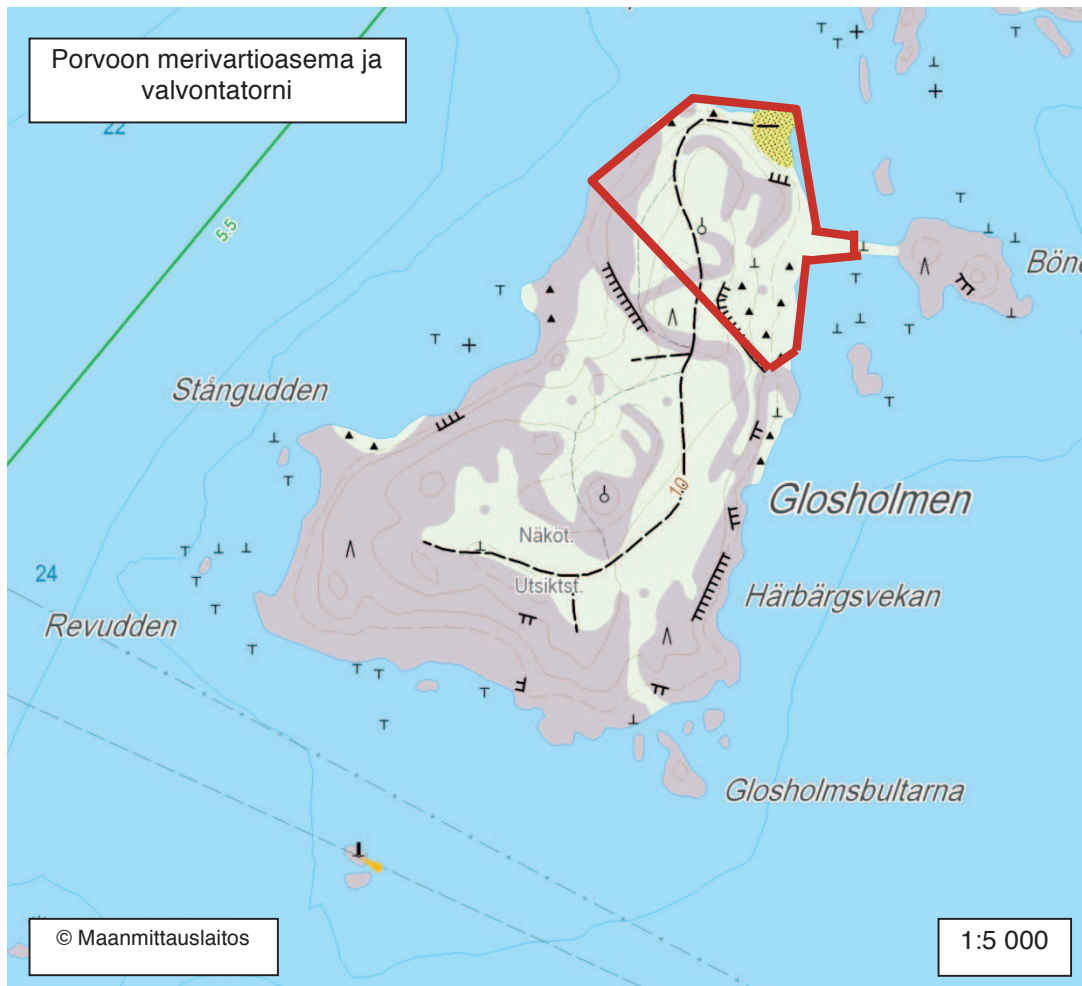 Porvoon merivartioasema ja
valvontatorni
22
5.5
Stångudden
10
Glosholmen
Näköt.
Utsiktst.
24
Härbärgsvekan
Revudden
Glosholmsbultarna
© Maanmittauslaitos
1:5 000